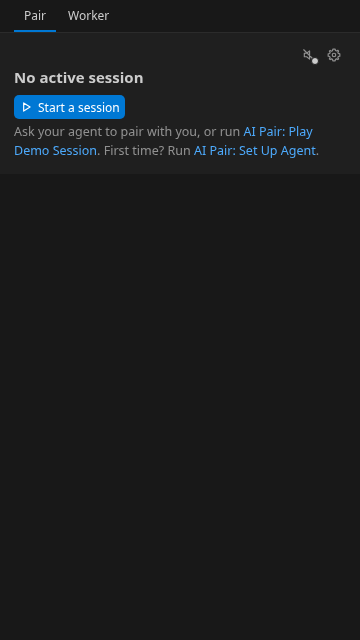 Pair Worker
No active session
Start a session
Ask your agent to pair with you, or run AI Pair: Play
Demo Session. First time? Run AI Pair: Set Up Agent.